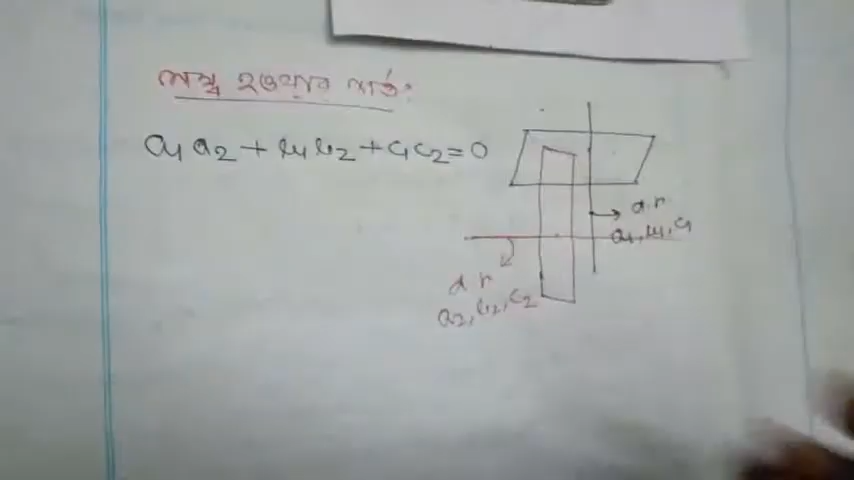 লম্ব হওয়ার শর্ত:
a₁a₂ + b₁b₂ + c₁c₂ = 0
d.r
a₁, b₁, c₁
d r
a₂, b₂, c₂